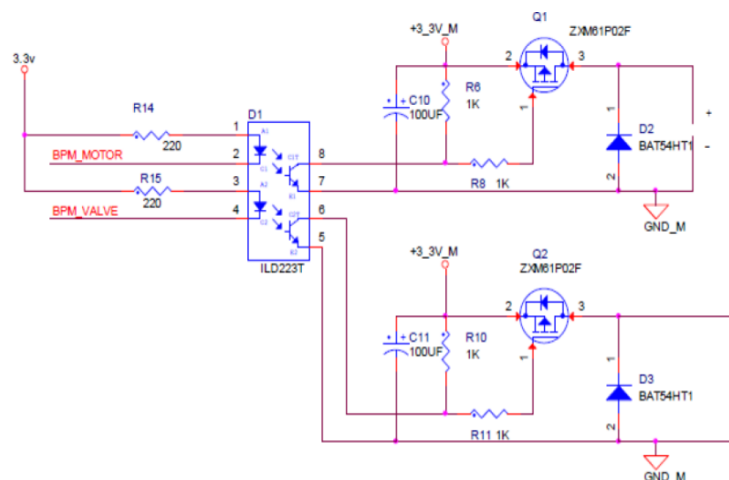 3.3v
R14
220
BPM_MOTOR
R15
220
BPM_VALVE
D1
1
2
3
4
A1
C1
A2
C2
8
7
6
5
ILD223T
+3_3V_M
C10
100UF
R6
1K
R8 1K
Q1
ZXM61P02F
2
3
1
1
D2
BAT54HT1
2
+
-
GND_M
+3_3V_M
C11
100UF
R10
1K
R11 1K
Q2
ZXM61P02F
2
3
1
1
D3
BAT54HT1
2
GND_M